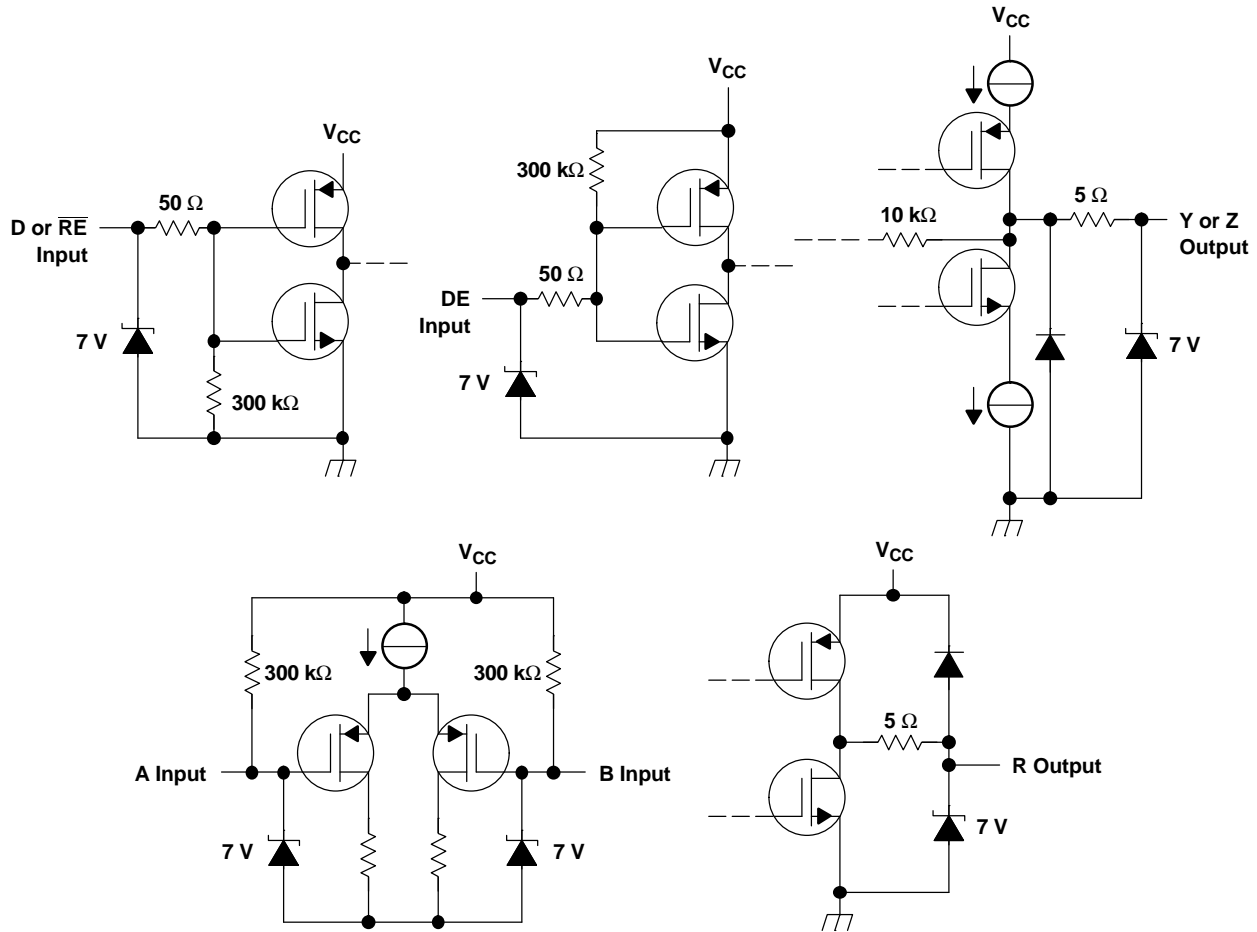 VCC
50 Ω
D or R̅E̅
Input
7 V
300 kΩ
VCC
300 kΩ
50 Ω
DE
Input
7 V
VCC
10 kΩ
5 Ω
Y or Z
Output
7 V
VCC
300 kΩ
300 kΩ
A Input
B Input
7 V
7 V
VCC
5 Ω
R Output
7 V